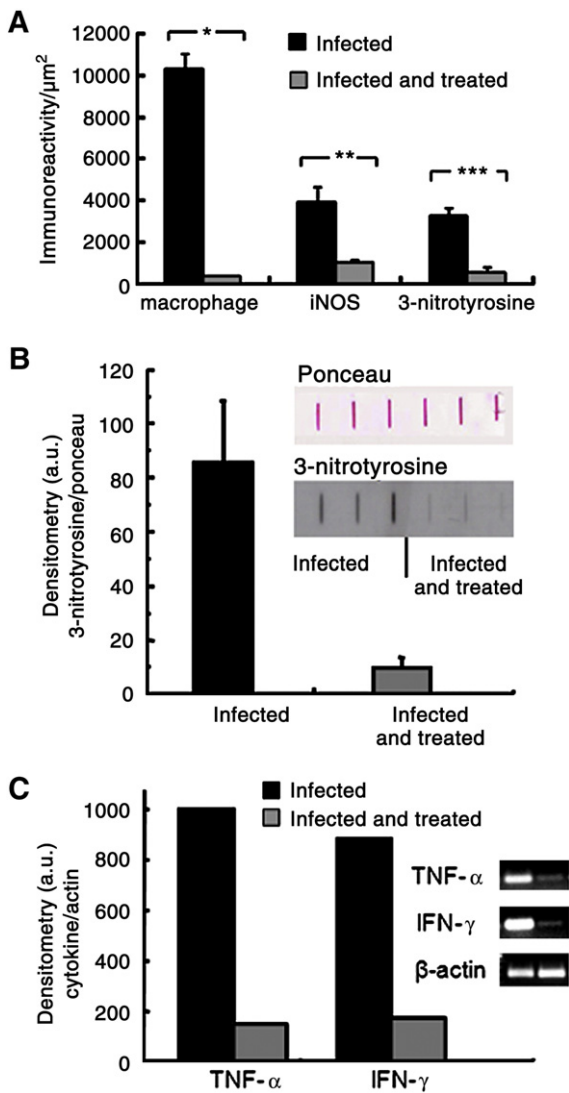 A
Immunoreactivity/μm²
12000
10000
8000
6000
4000
2000
0
*
**
***
Infected
Infected and treated
macrophage
iNOS
3-nitrotyrosine
B
Densitometry (a.u.)
3-nitrotyrosine/ponceau
120
100
80
60
40
20
0
Ponceau
3-nitrotyrosine
Infected
Infected
and treated
Infected
Infected
and treated
C
Densitometry (a.u.)
cytokine/actin
1000
800
600
400
200
0
Infected
Infected and treated
TNF-α
IFN-γ
β-actin
TNF-α
IFN-γ